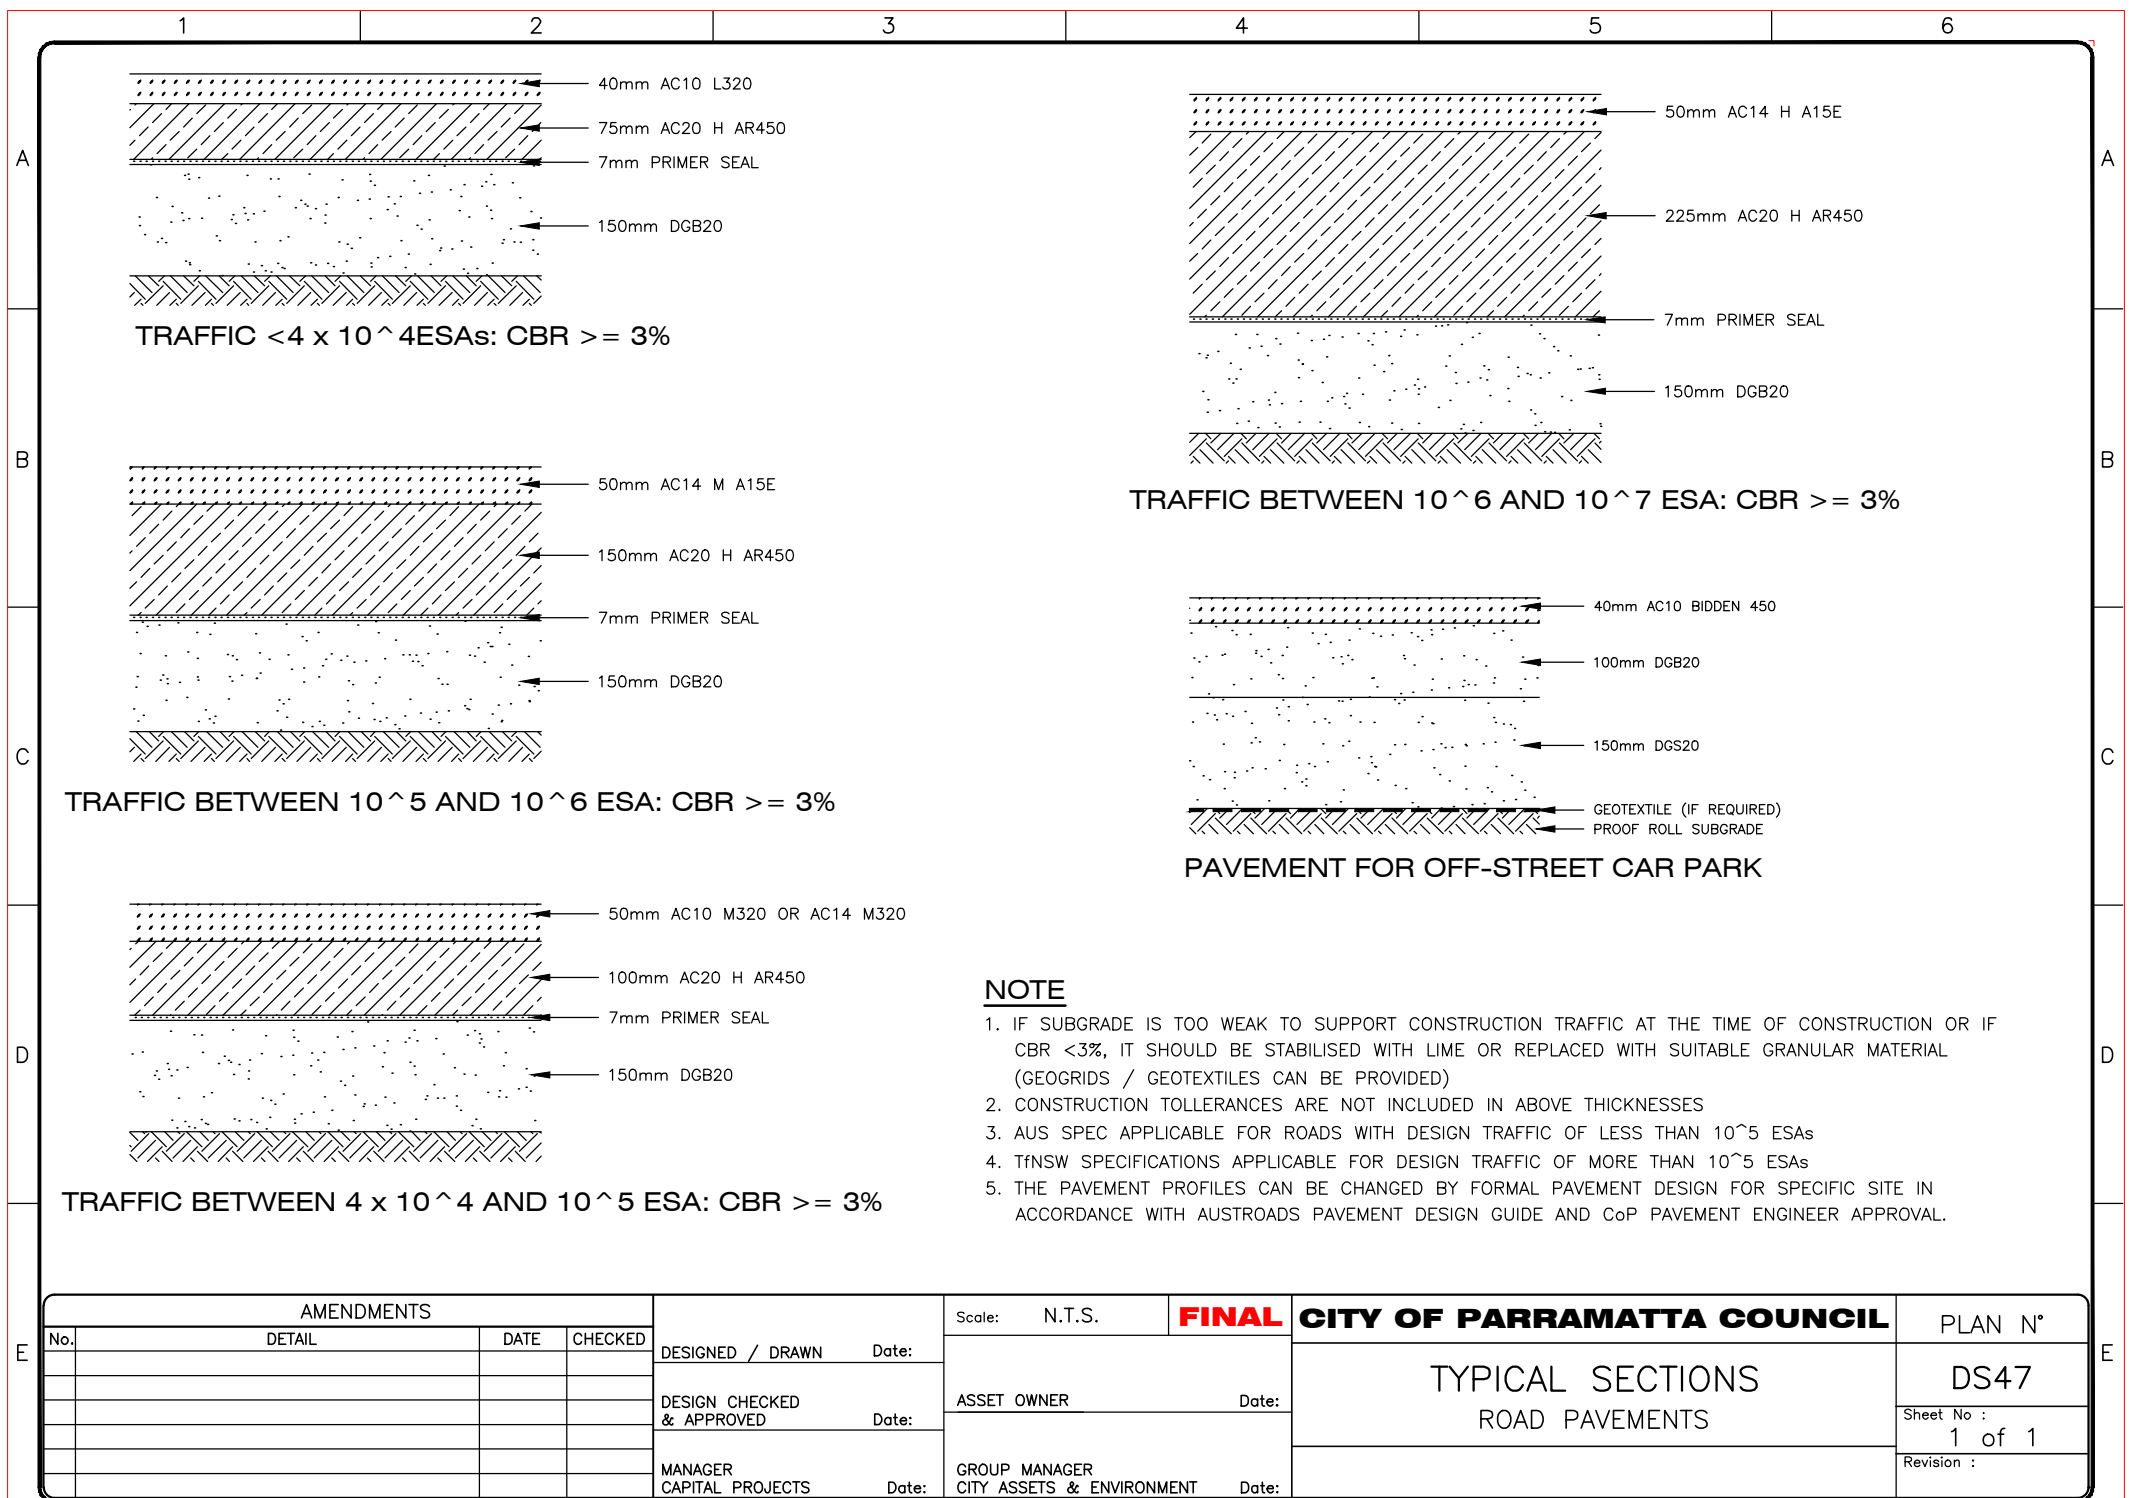 1 2 3 4 5 6
A
B
C
D
E
40mm AC10 L320
75mm AC20 H AR450
7mm PRIMER SEAL
150mm DGB20
TRAFFIC <4 x 10^4ESAs: CBR >= 3%
50mm AC14 M A15E
150mm AC20 H AR450
7mm PRIMER SEAL
150mm DGB20
TRAFFIC BETWEEN 10^5 AND 10^6 ESA: CBR >= 3%
50mm AC10 M320 OR AC14 M320
100mm AC20 H AR450
7mm PRIMER SEAL
150mm DGB20
TRAFFIC BETWEEN 4 x 10^4 AND 10^5 ESA: CBR >= 3%
50mm AC14 H A15E
225mm AC20 H AR450
7mm PRIMER SEAL
150mm DGB20
TRAFFIC BETWEEN 10^6 AND 10^7 ESA: CBR >= 3%
40mm AC10 BIDDEN 450
100mm DGB20
150mm DGS20
GEOTEXTILE (IF REQUIRED)
PROOF ROLL SUBGRADE
PAVEMENT FOR OFF-STREET CAR PARK
A
B
C
D
E
NOTE
1. IF SUBGRADE IS TOO WEAK TO SUPPORT CONSTRUCTION TRAFFIC AT THE TIME OF CONSTRUCTION OR IF
CBR <3%, IT SHOULD BE STABILISED WITH LIME OR REPLACED WITH SUITABLE GRANULAR MATERIAL
(GEOGRIDS / GEOTEXTILES CAN BE PROVIDED)
2. CONSTRUCTION TOLLERANCES ARE NOT INCLUDED IN ABOVE THICKNESSES
3. AUS SPEC APPLICABLE FOR ROADS WITH DESIGN TRAFFIC OF LESS THAN 10^5 ESAs
4. TfNSW SPECIFICATIONS APPLICABLE FOR DESIGN TRAFFIC OF MORE THAN 10^5 ESAs
5. THE PAVEMENT PROFILES CAN BE CHANGED BY FORMAL PAVEMENT DESIGN FOR SPECIFIC SITE IN
ACCORDANCE WITH AUSTROADS PAVEMENT DESIGN GUIDE AND CoP PAVEMENT ENGINEER APPROVAL.
AMENDMENTS
No. DETAIL DATE CHECKED
DESIGNED / DRAWN Date:
DESIGN CHECKED
& APPROVED Date:
MANAGER
CAPITAL PROJECTS Date:
Scale: N.T.S.
FINAL
ASSET OWNER Date:
GROUP MANAGER
CITY ASSETS & ENVIRONMENT Date:
CITY OF PARRAMATTA COUNCIL
TYPICAL SECTIONS
ROAD PAVEMENTS
PLAN N°
DS47
Sheet No :
1 of 1
Revision :